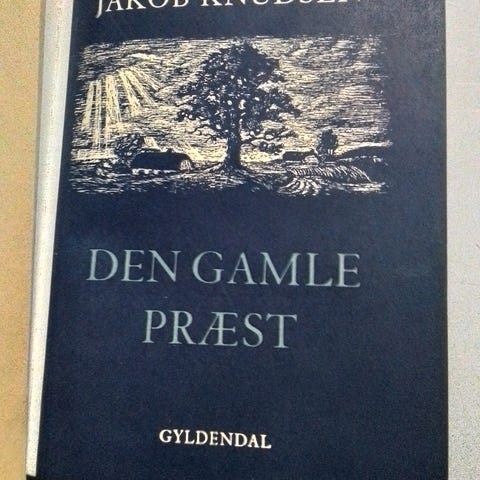 JAKOB KNUDSEN
DEN GAMLE
PRÆST
GYLDENDAL